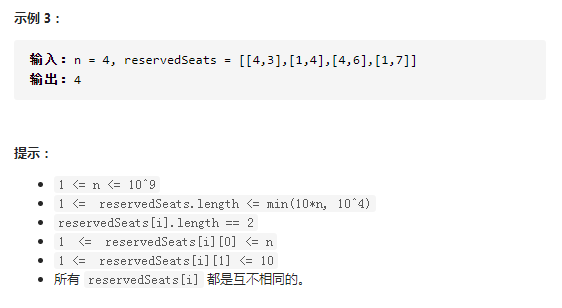 示例 3：
输入：n = 4, reservedSeats = [[4,3],[1,4],[4,6],[1,7]]
输出：4
提示：
1 <= n <= 10^9
1 <=  reservedSeats.length <= min(10*n, 10^4)
reservedSeats[i].length == 2
1  <=  reservedSeats[i][0] <= n
1 <=  reservedSeats[i][1] <= 10
所有 reservedSeats[i] 都是互不相同的。